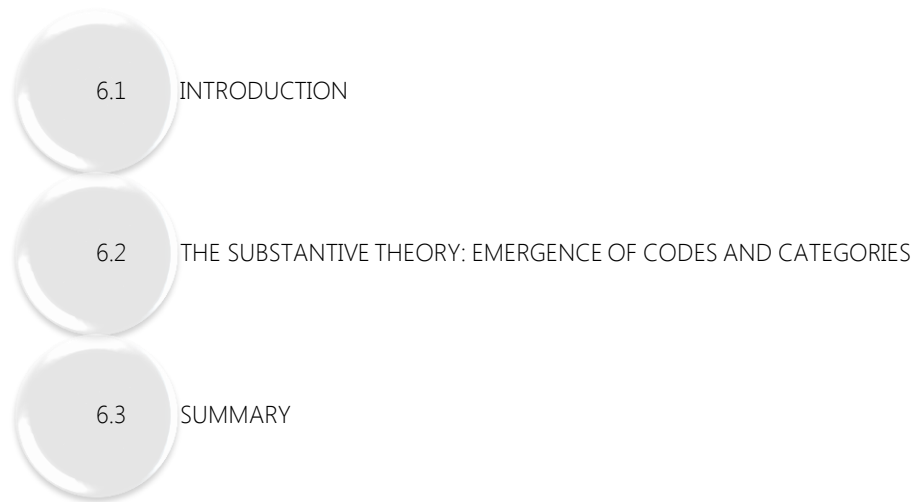 6.1 INTRODUCTION
6.2 THE SUBSTANTIVE THEORY: EMERGENCE OF CODES AND CATEGORIES
6.3 SUMMARY